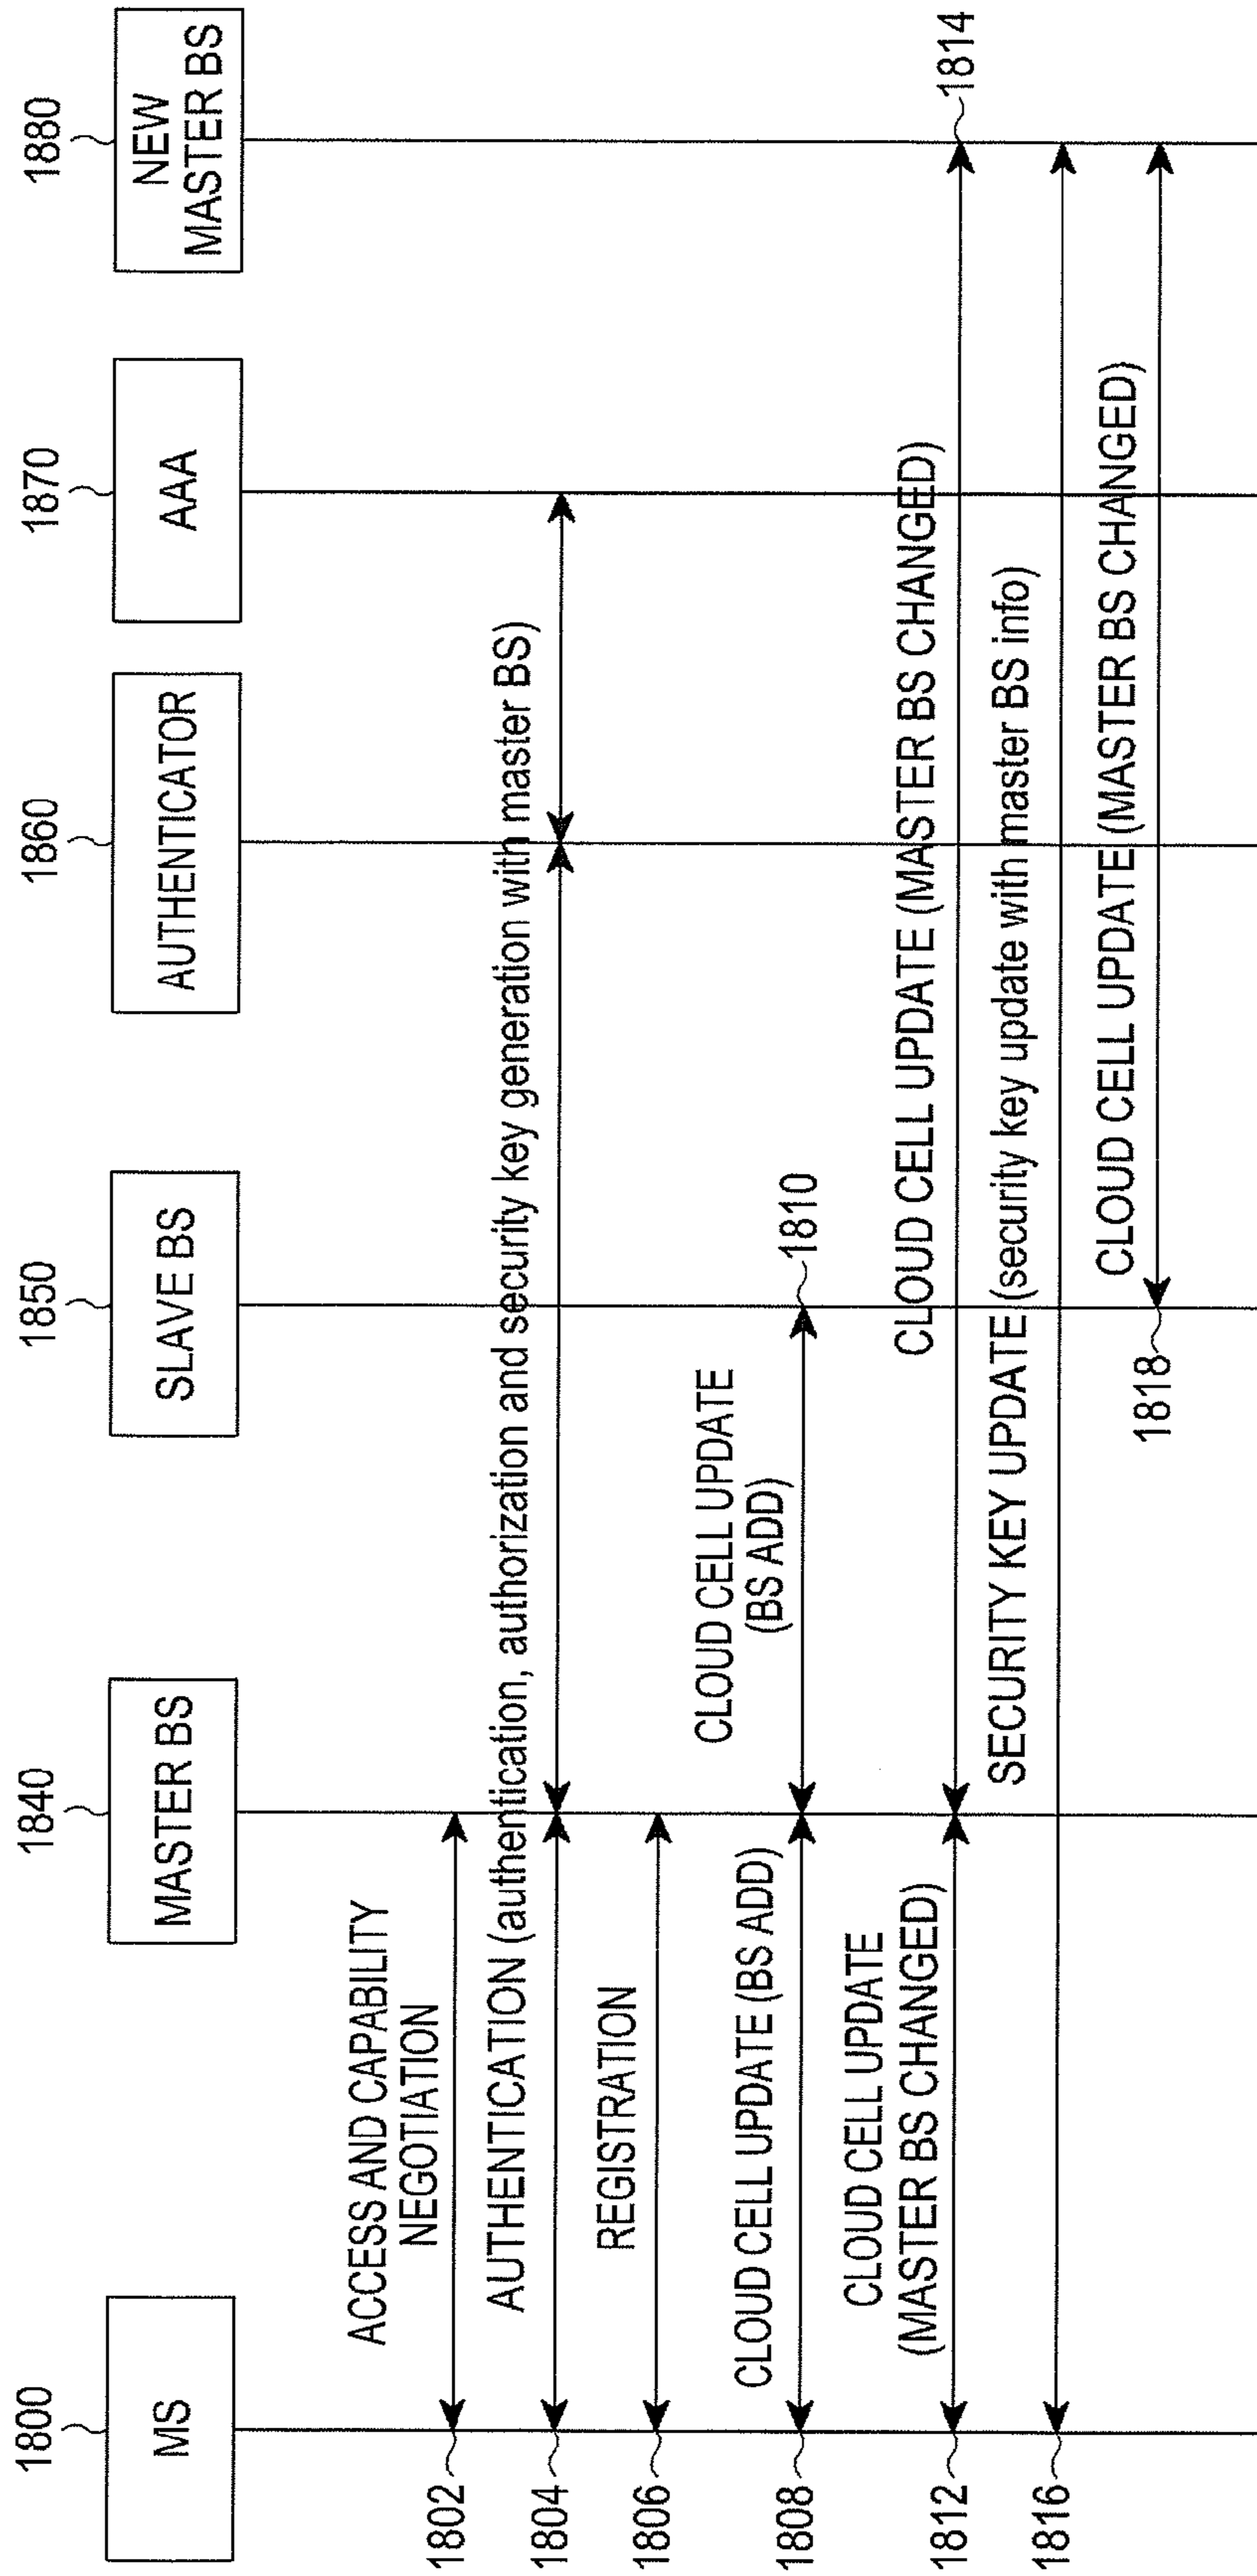 1800
1840
1850
1860
1870
1880
MS
MASTER BS
SLAVE BS
AUTHENTICATOR
AAA
NEW
MASTER BS
1802
ACCESS AND CAPABILITY
NEGOTIATION
1804
AUTHENTICATION (authentication, authorization and security key generation with master BS)
1806
REGISTRATION
1808
CLOUD CELL UPDATE (BS ADD)
CLOUD CELL UPDATE
(BS ADD)
1810
1812
CLOUD CELL UPDATE
(MASTER BS CHANGED)
CLOUD CELL UPDATE (MASTER BS CHANGED)
1814
1816
SECURITY KEY UPDATE (security key update with master BS info)
1818
CLOUD CELL UPDATE (MASTER BS CHANGED)